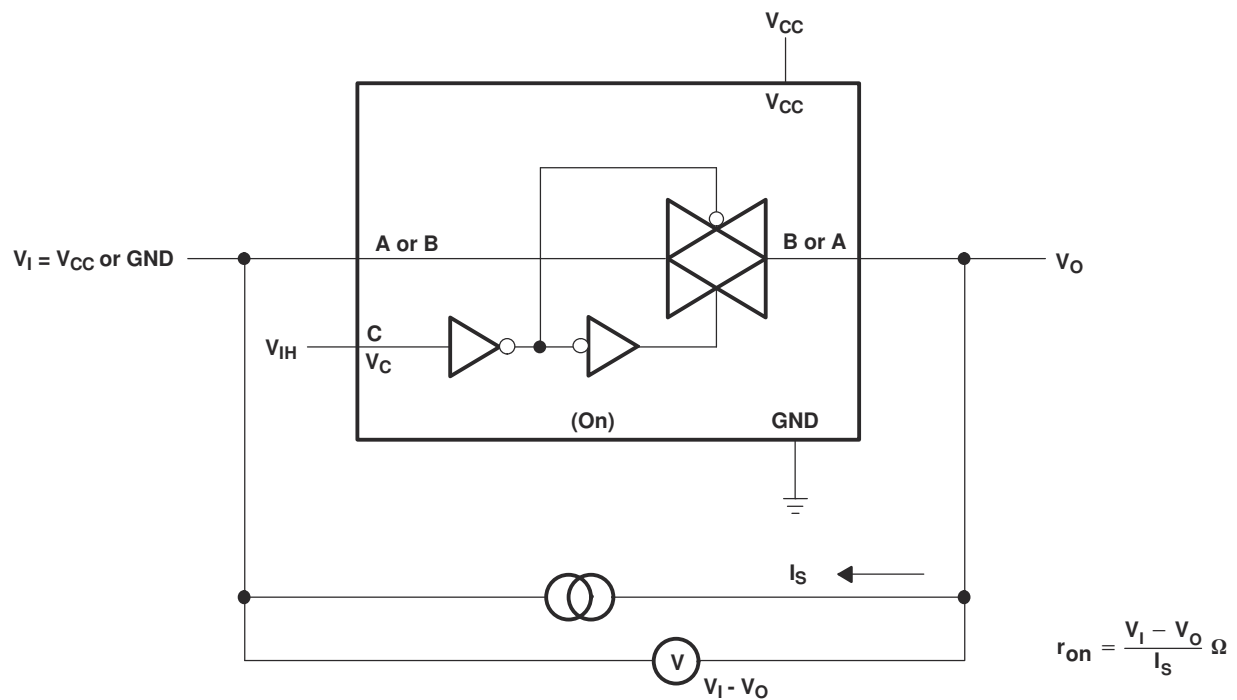 VCC
VCC
A or B
B or A
VI = VCC or GND
VO
C
VIH
VC
(On)
GND
IS
V
VI - VO
ron = VI − VO / IS Ω